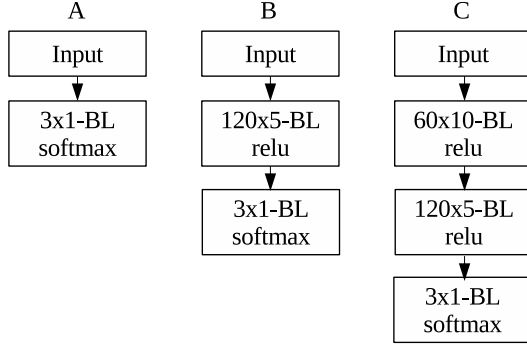 A
Input
3x1-BL
softmax
B
Input
120x5-BL
relu
3x1-BL
softmax
C
Input
60x10-BL
relu
120x5-BL
relu
3x1-BL
softmax